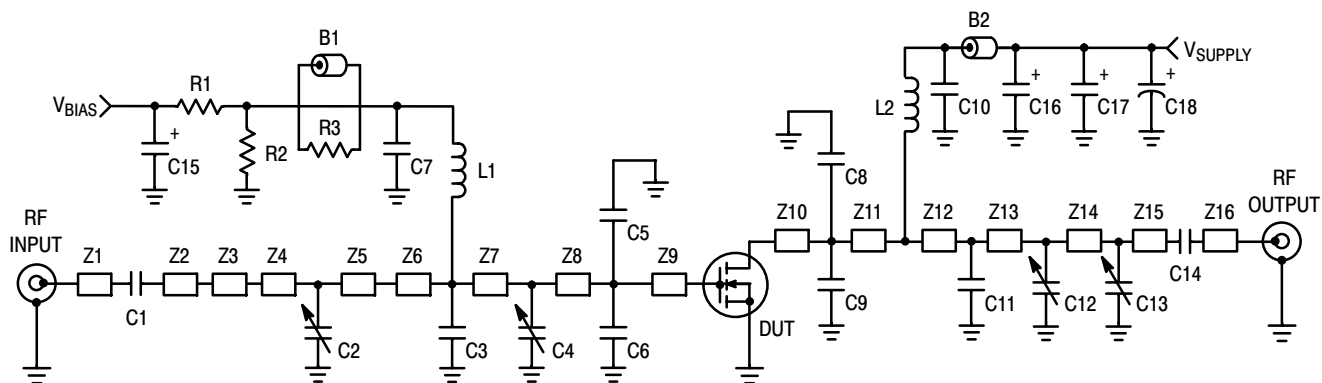 B2
B1
VSUPPLY
R1
VBIAS
L2
C10
+
C16
+
C17
+
C18
R3
+
C15
R2
C7
L1
C8
C5
RF
INPUT
Z10
Z11
Z12
Z13
Z14
Z15
Z16
RF
OUTPUT
Z1
Z2
Z3
Z4
Z5
Z6
Z7
Z8
Z9
C14
C1
C9
C11
C12
C13
DUT
C2
C3
C4
C6